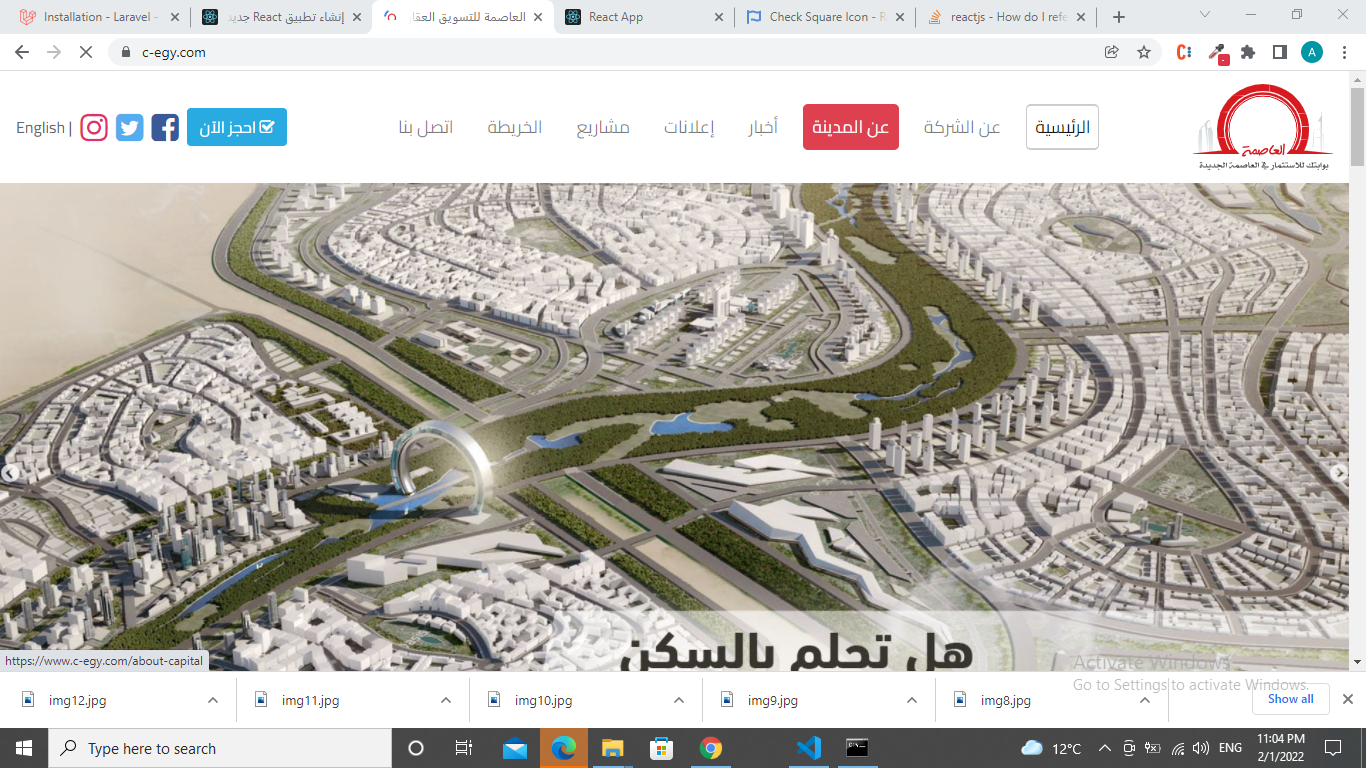 Installation - Laravel -
إنشاء تطبيق React جديد
العاصمة للتسويق العقا
React App
Check Square Icon - R
reactjs - How do I refe
c-egy.com
A
العاصمة
بوابتك للاستثمار في العاصمة الجديدة
الرئيسية
عن الشركة
عن المدينة
أخبار
إعلانات
مشاريع
الخريطة
اتصل بنا
احجز الآن
English |
هل تحلم بالسكن
https://www.c-egy.com/about-capital
Activate Windows
Go to Settings to activate Windows.
img12.jpg
img11.jpg
img10.jpg
img9.jpg
img8.jpg
Show all
Type here to search
12°C
ENG
11:04 PM
2/1/2022